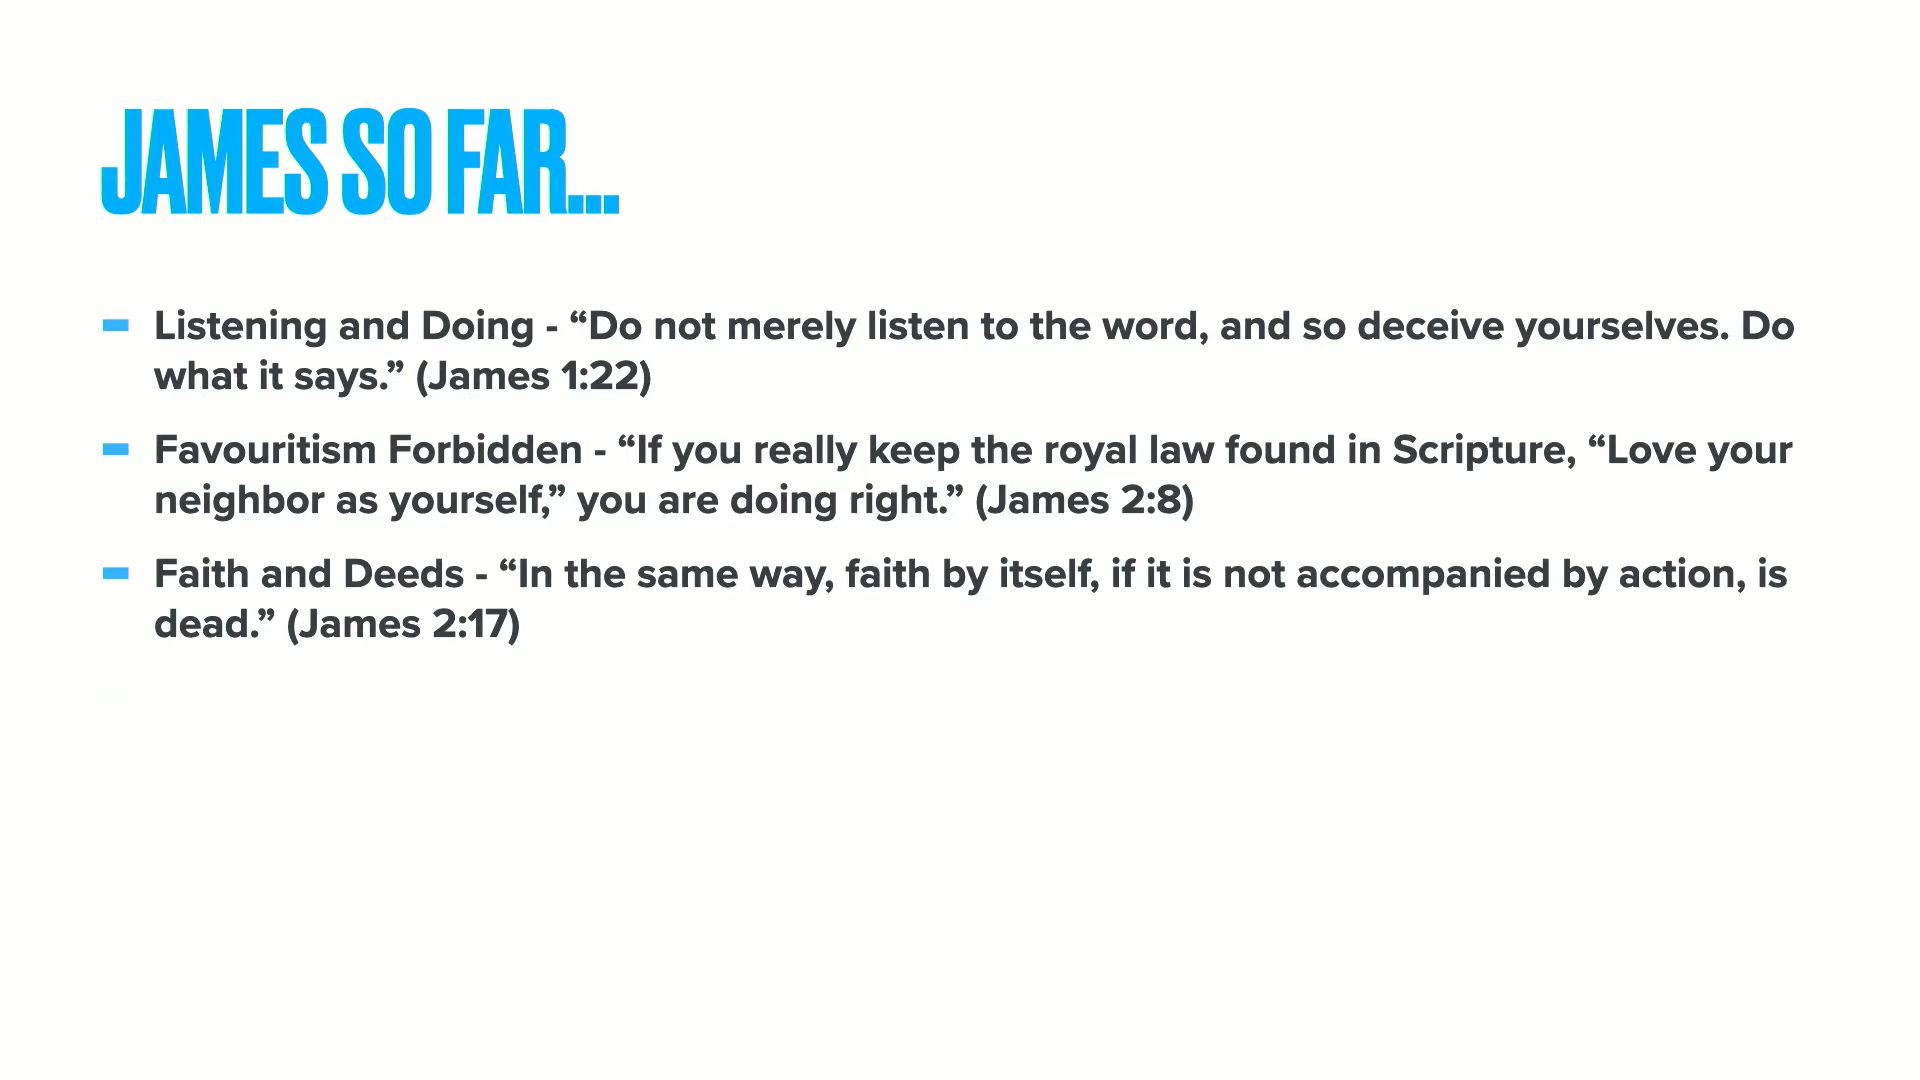 JAMES SO FAR...
Listening and Doing - “Do not merely listen to the word, and so deceive yourselves. Do
what it says.” (James 1:22)
Favouritism Forbidden - “If you really keep the royal law found in Scripture, “Love your
neighbor as yourself,” you are doing right.” (James 2:8)
Faith and Deeds - “In the same way, faith by itself, if it is not accompanied by action, is
dead.” (James 2:17)